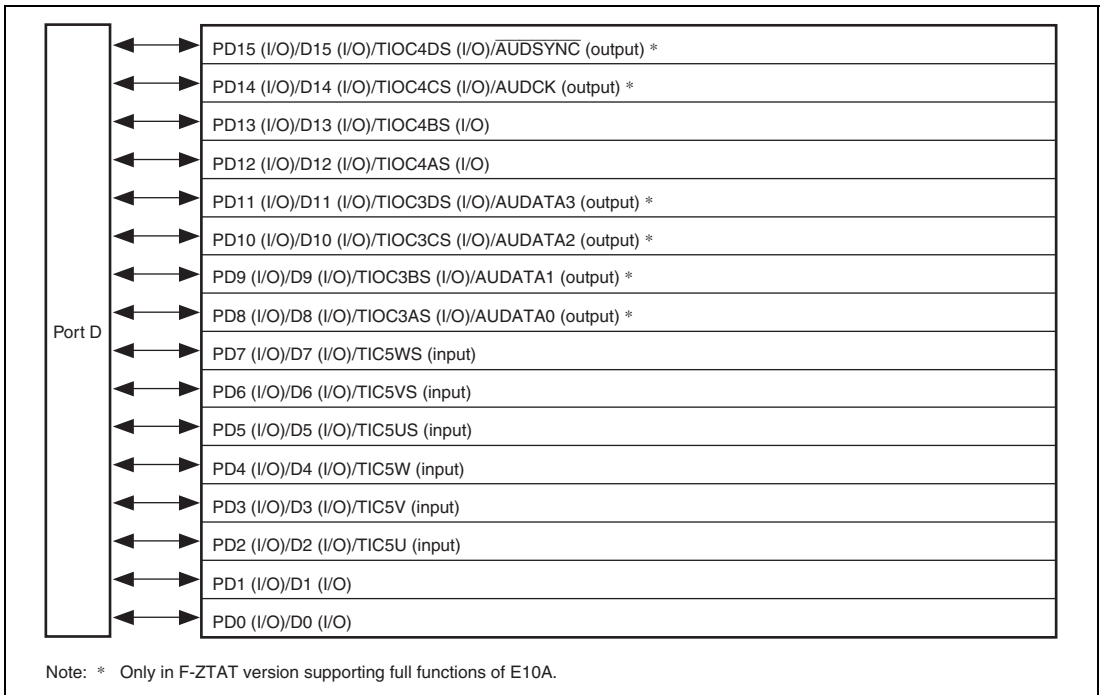 PD15 (I/O)/D15 (I/O)/TIOC4DS (I/O)/A̅U̅D̅S̅Y̅N̅C̅ (output) *
PD14 (I/O)/D14 (I/O)/TIOC4CS (I/O)/AUDCK (output) *
PD13 (I/O)/D13 (I/O)/TIOC4BS (I/O)
PD12 (I/O)/D12 (I/O)/TIOC4AS (I/O)
PD11 (I/O)/D11 (I/O)/TIOC3DS (I/O)/AUDATA3 (output) *
PD10 (I/O)/D10 (I/O)/TIOC3CS (I/O)/AUDATA2 (output) *
PD9 (I/O)/D9 (I/O)/TIOC3BS (I/O)/AUDATA1 (output) *
PD8 (I/O)/D8 (I/O)/TIOC3AS (I/O)/AUDATA0 (output) *
Port D
PD7 (I/O)/D7 (I/O)/TIC5WS (input)
PD6 (I/O)/D6 (I/O)/TIC5VS (input)
PD5 (I/O)/D5 (I/O)/TIC5US (input)
PD4 (I/O)/D4 (I/O)/TIC5W (input)
PD3 (I/O)/D3 (I/O)/TIC5V (input)
PD2 (I/O)/D2 (I/O)/TIC5U (input)
PD1 (I/O)/D1 (I/O)
PD0 (I/O)/D0 (I/O)
Note: * Only in F-ZTAT version supporting full functions of E10A.